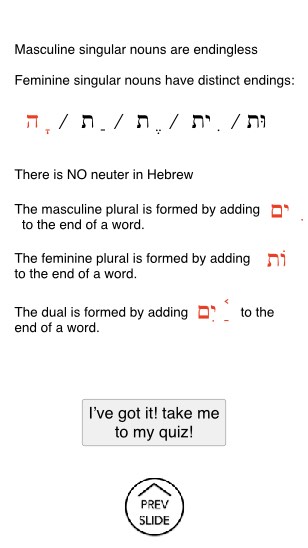 Masculine singular nouns are endingless
Feminine singular nouns have distinct endings:
ה ָ / ת ַ / ת ֶ / ית ִ / וּת
There is NO neuter in Hebrew
The masculine plural is formed by adding ִ ים
to the end of a word.
The feminine plural is formed by adding וֹת
to the end of a word.
The dual is formed by adding ַ֫ יִם to the
end of a word.
I've got it! take me
to my quiz!
PREV
SLIDE